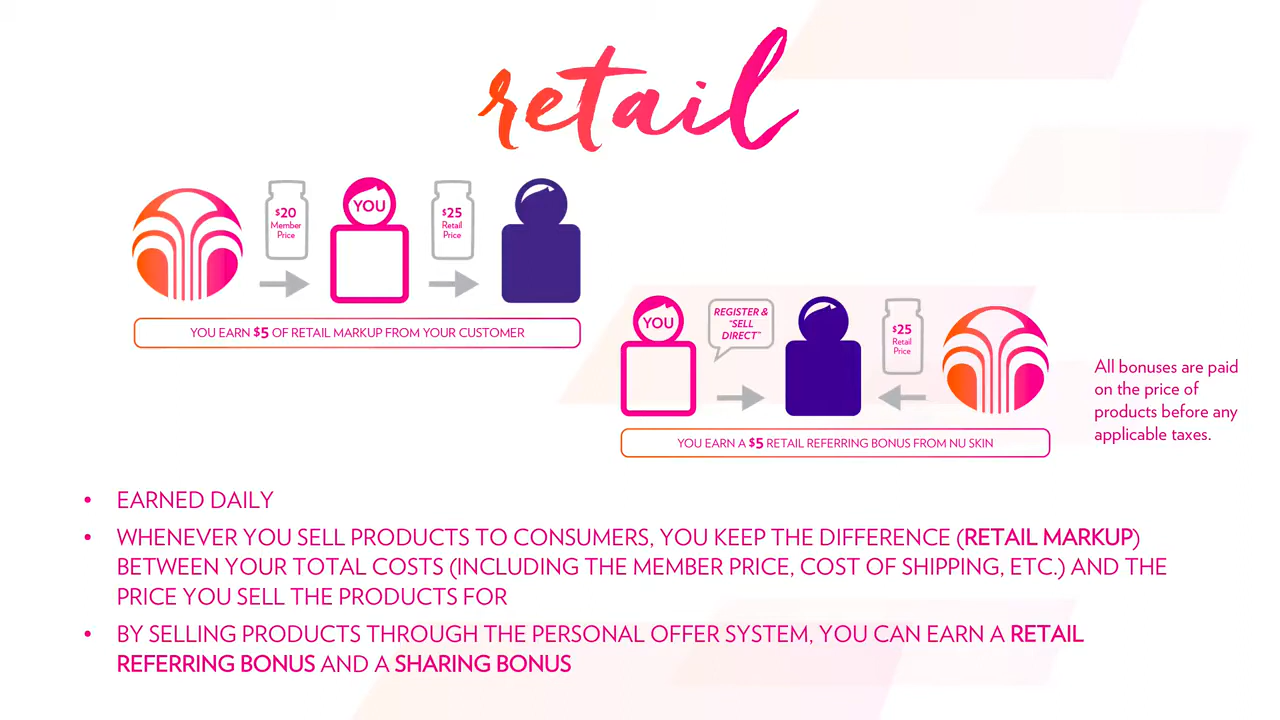 retail
$20
Member
Price
YOU
$25
Retail
Price
YOU EARN $5 OF RETAIL MARKUP FROM YOUR CUSTOMER
YOU
REGISTER &
"SELL
DIRECT"
$25
Retail
Price
YOU EARN A $5 RETAIL REFERRING BONUS FROM NU SKIN
All bonuses are paid
on the price of
products before any
applicable taxes.
• EARNED DAILY
• WHENEVER YOU SELL PRODUCTS TO CONSUMERS, YOU KEEP THE DIFFERENCE (RETAIL MARKUP)
BETWEEN YOUR TOTAL COSTS (INCLUDING THE MEMBER PRICE, COST OF SHIPPING, ETC.) AND THE
PRICE YOU SELL THE PRODUCTS FOR
• BY SELLING PRODUCTS THROUGH THE PERSONAL OFFER SYSTEM, YOU CAN EARN A RETAIL
REFERRING BONUS AND A SHARING BONUS